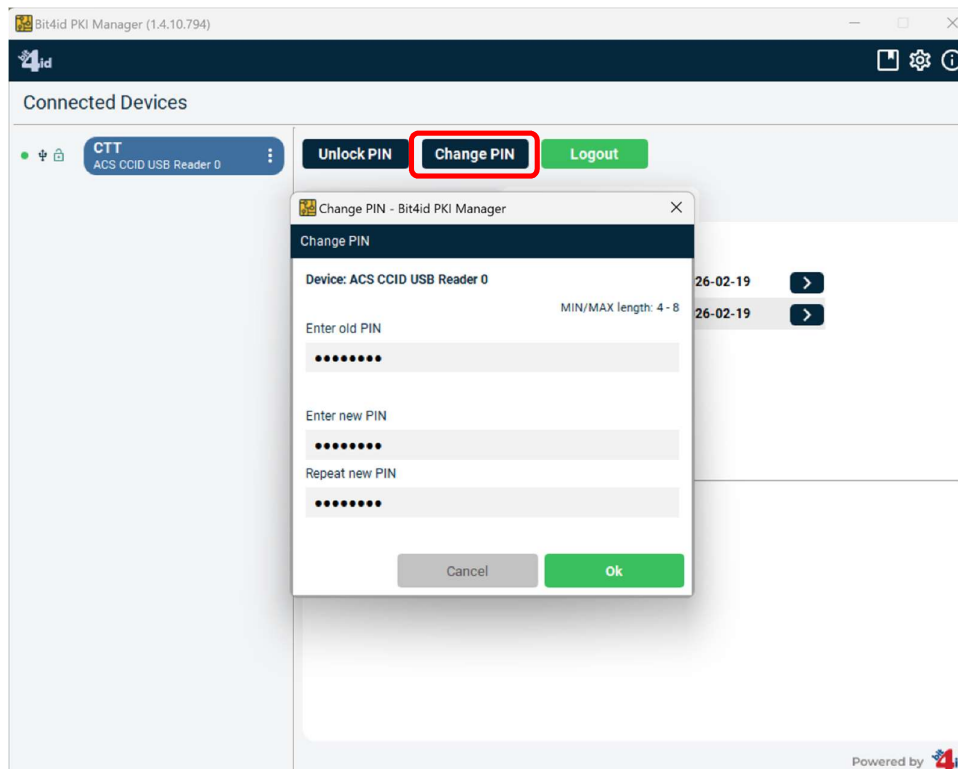 Bit4id PKI Manager (1.4.10.794)
4id
Connected Devices
CTT
ACS CCID USB Reader 0
Unlock PIN
Change PIN
Logout
Change PIN - Bit4id PKI Manager
Change PIN
Device: ACS CCID USB Reader 0
MIN/MAX length: 4 - 8
26-02-19
Enter old PIN
26-02-19
••••••••
Enter new PIN
••••••••
Repeat new PIN
••••••••
Cancel
Ok
Powered by 4i